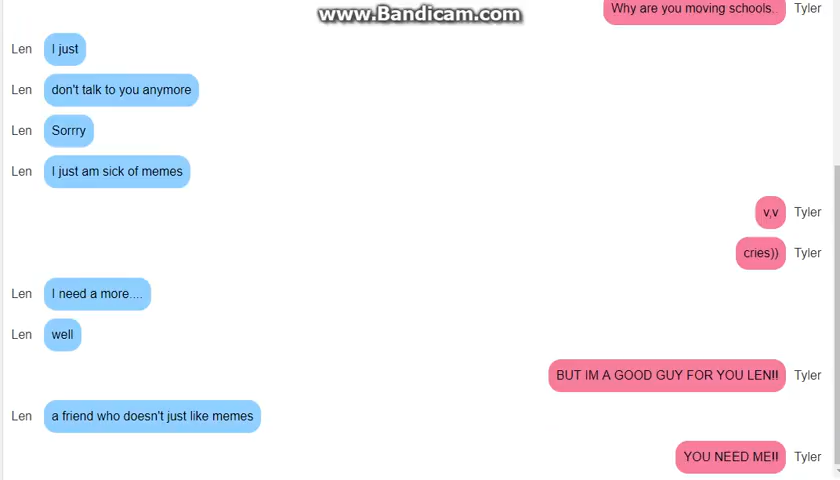 www.Bandicam.com
Why are you moving schools.. Tyler
Len I just
Len don't talk to you anymore
Len Sorrry
Len I just am sick of memes
v,v Tyler
cries)) Tyler
Len I need a more....
Len well
BUT IM A GOOD GUY FOR YOU LEN!! Tyler
Len a friend who doesn't just like memes
YOU NEED ME!! Tyler